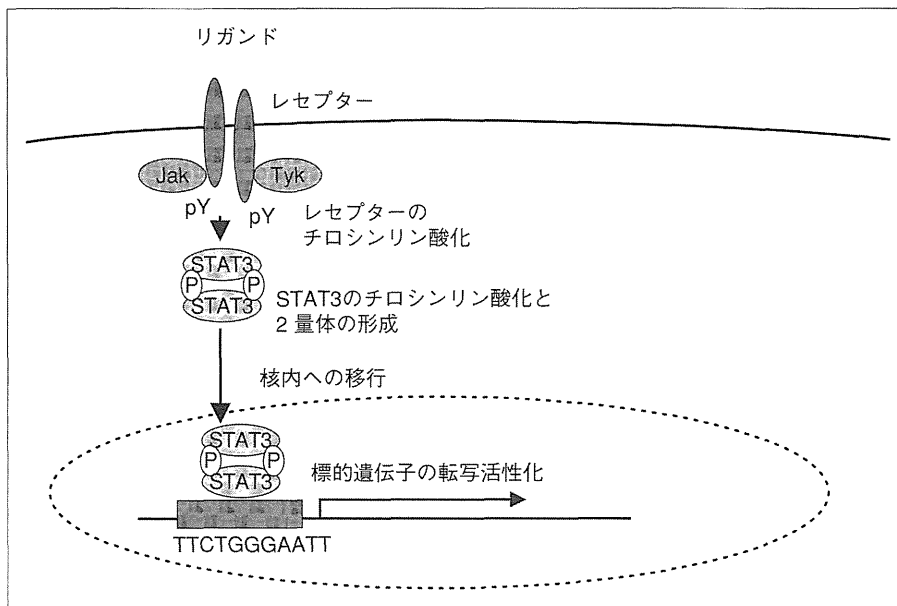 リガンド
レセプター
Jak
Tyk
pY
pY
レセプターの
チロシンリン酸化
STAT3
P
P
STAT3
STAT3のチロシンリン酸化と
2量体の形成
核内への移行
STAT3
P
P
STAT3
標的遺伝子の転写活性化
TTCTGGGAATT